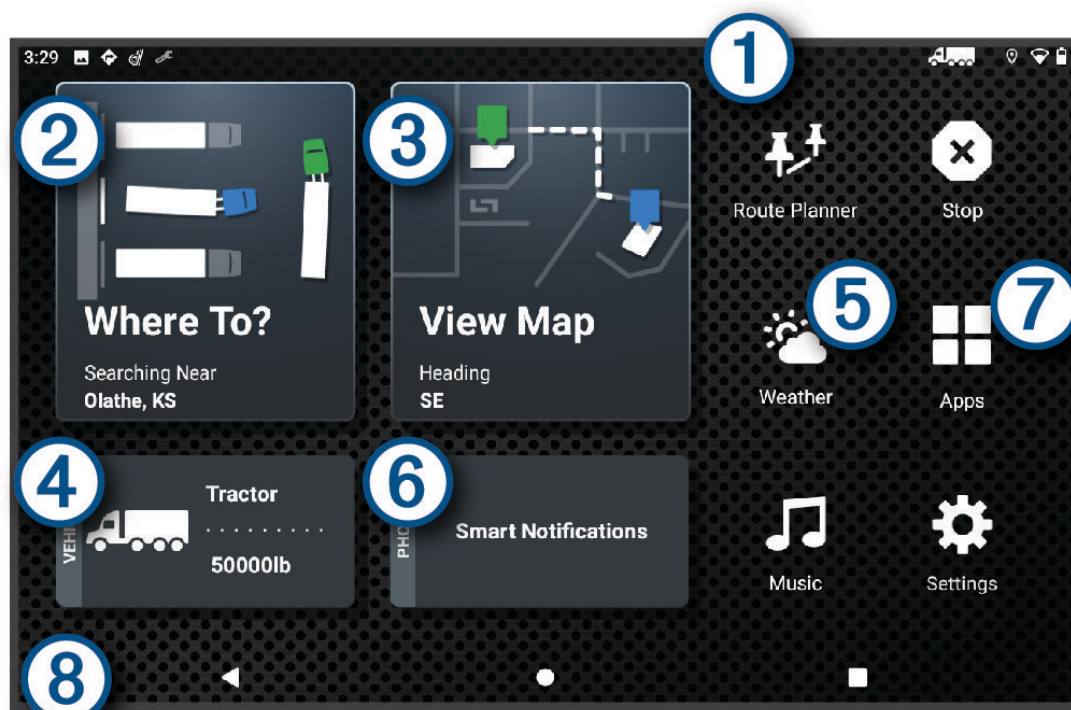 3:29
1
2
3
Where To?
Searching Near
Olathe, KS
View Map
Heading
SE
Route Planner
Stop
5
Weather
7
Apps
4
Tractor
50000lb
6
Smart Notifications
Music
Settings
8